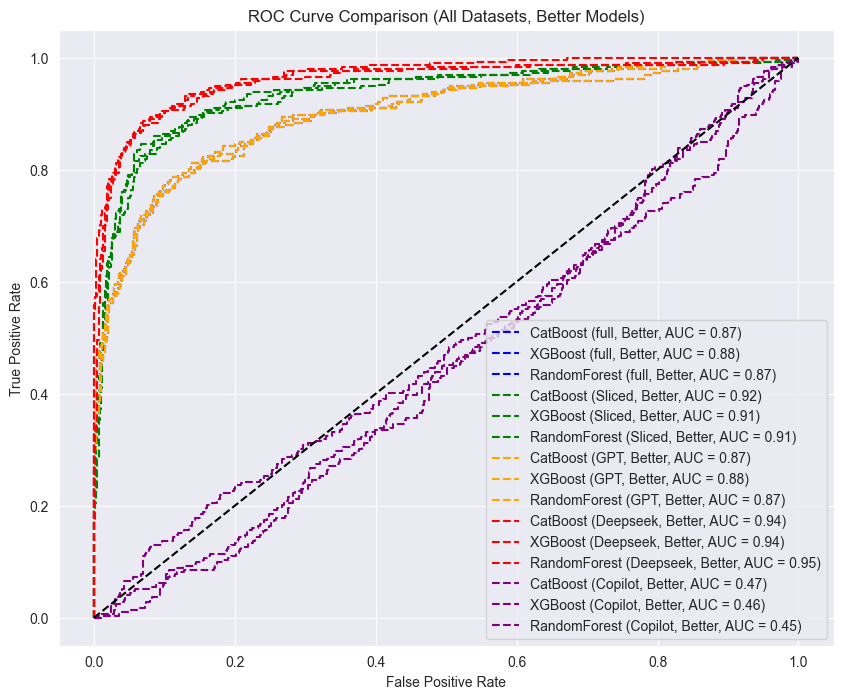 ROC Curve Comparison (All Datasets, Better Models)
True Positive Rate
1.0
0.8
0.6
0.4
0.2
0.0
CatBoost (full, Better, AUC = 0.87)
XGBoost (full, Better, AUC = 0.88)
RandomForest (full, Better, AUC = 0.87)
CatBoost (Sliced, Better, AUC = 0.92)
XGBoost (Sliced, Better, AUC = 0.91)
RandomForest (Sliced, Better, AUC = 0.91)
CatBoost (GPT, Better, AUC = 0.87)
XGBoost (GPT, Better, AUC = 0.88)
RandomForest (GPT, Better, AUC = 0.87)
CatBoost (Deepseek, Better, AUC = 0.94)
XGBoost (Deepseek, Better, AUC = 0.94)
RandomForest (Deepseek, Better, AUC = 0.95)
CatBoost (Copilot, Better, AUC = 0.47)
XGBoost (Copilot, Better, AUC = 0.46)
RandomForest (Copilot, Better, AUC = 0.45)
0.0 0.2 0.4 0.6 0.8 1.0
False Positive Rate